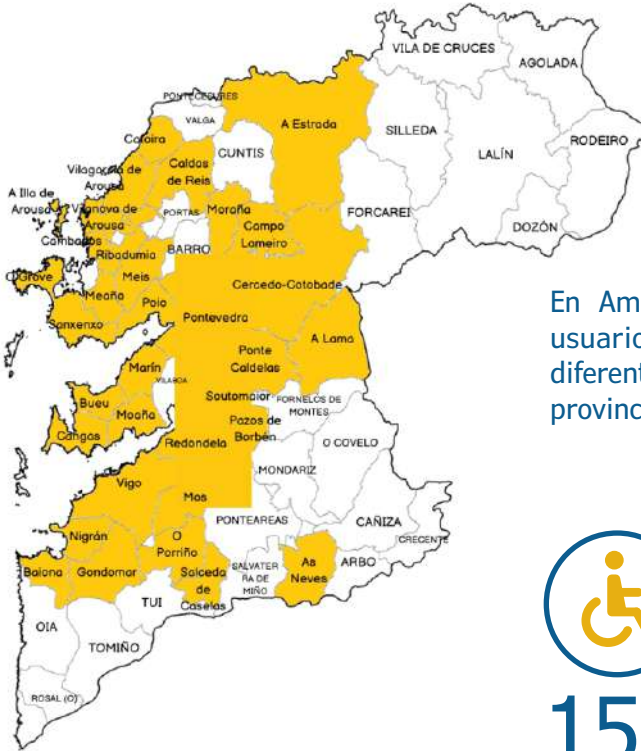 VILA DE CRUCES
AGOLADA
PONTECEDURES
VALGA
A Estrada
SILLEDA
LALÍN
RODEIRO
Catoira
CUNTIS
Vilagarcía de
Arousa
Caldas
de Reis
A Illa de
Arousa
Vilanova de
Arousa
PORTAS
Moraña
FORCAREI
DOZÓN
Cambados
Campo
Lameiro
BARRO
Ribadumia
O Grove
Meis
Cercedo-Cotobade
Meaño
Poio
Sanxenxo
Pontevedra
A Lama
Marín
Ponte
Caldelas
VILABOA
Bueu
Soutomaior
FORNELOS DE
MONTES
Moaña
Pazos de
Borbén
Cangas
Redondela
O COVELO
MONDARIZ
Vigo
Mos
PONTEAREAS
CAÑIZA
Nigrán
O
Porriño
CRECENTE
Baiona
Gondomar
Salceda
de
Caselas
SALVATER
RA DE
MIÑO
As
Neves
ARBO
TUI
OIA
TOMIÑO
ROSAL (O)
En Am
usuario
diferent
provinc
15